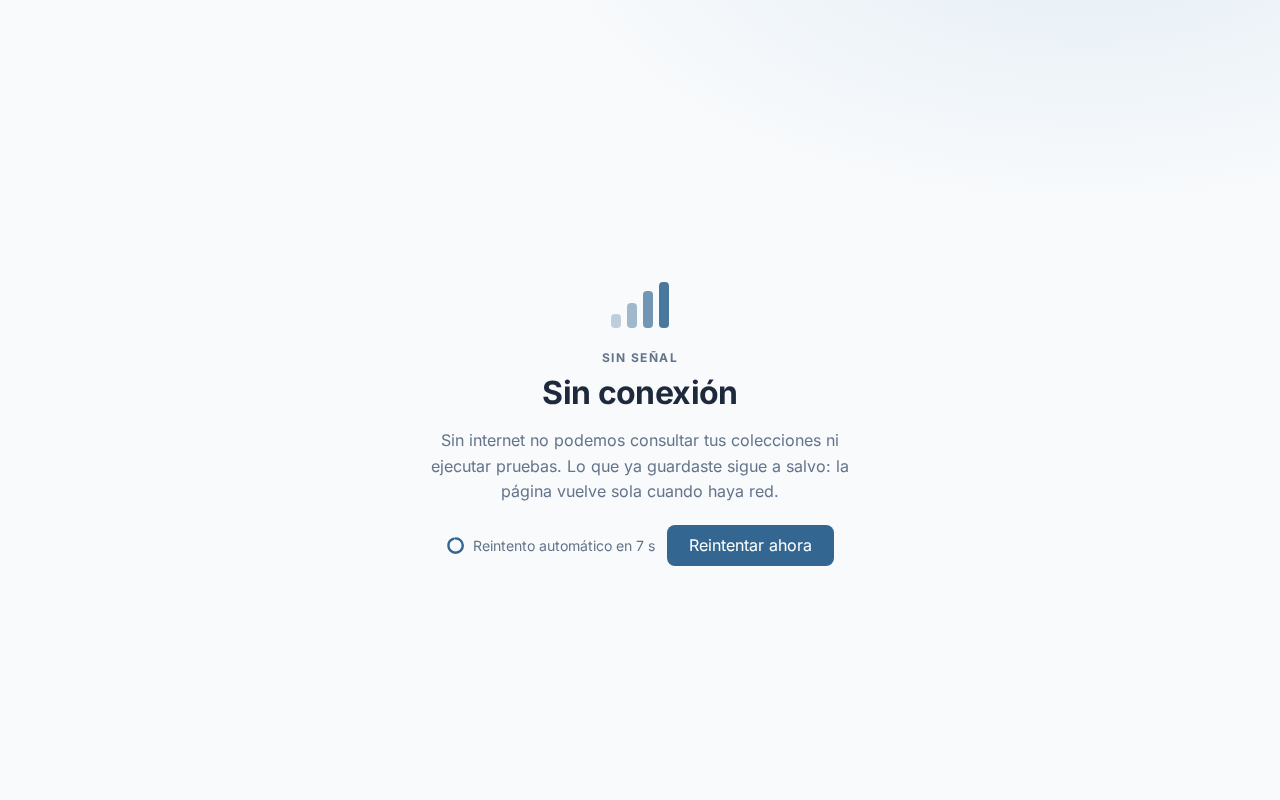 SIN SEÑAL
Sin conexión
Sin internet no podemos consultar tus colecciones ni
ejecutar pruebas. Lo que ya guardaste sigue a salvo: la
página vuelve sola cuando haya red.
Reintento automático en 7 s
Reintentar ahora